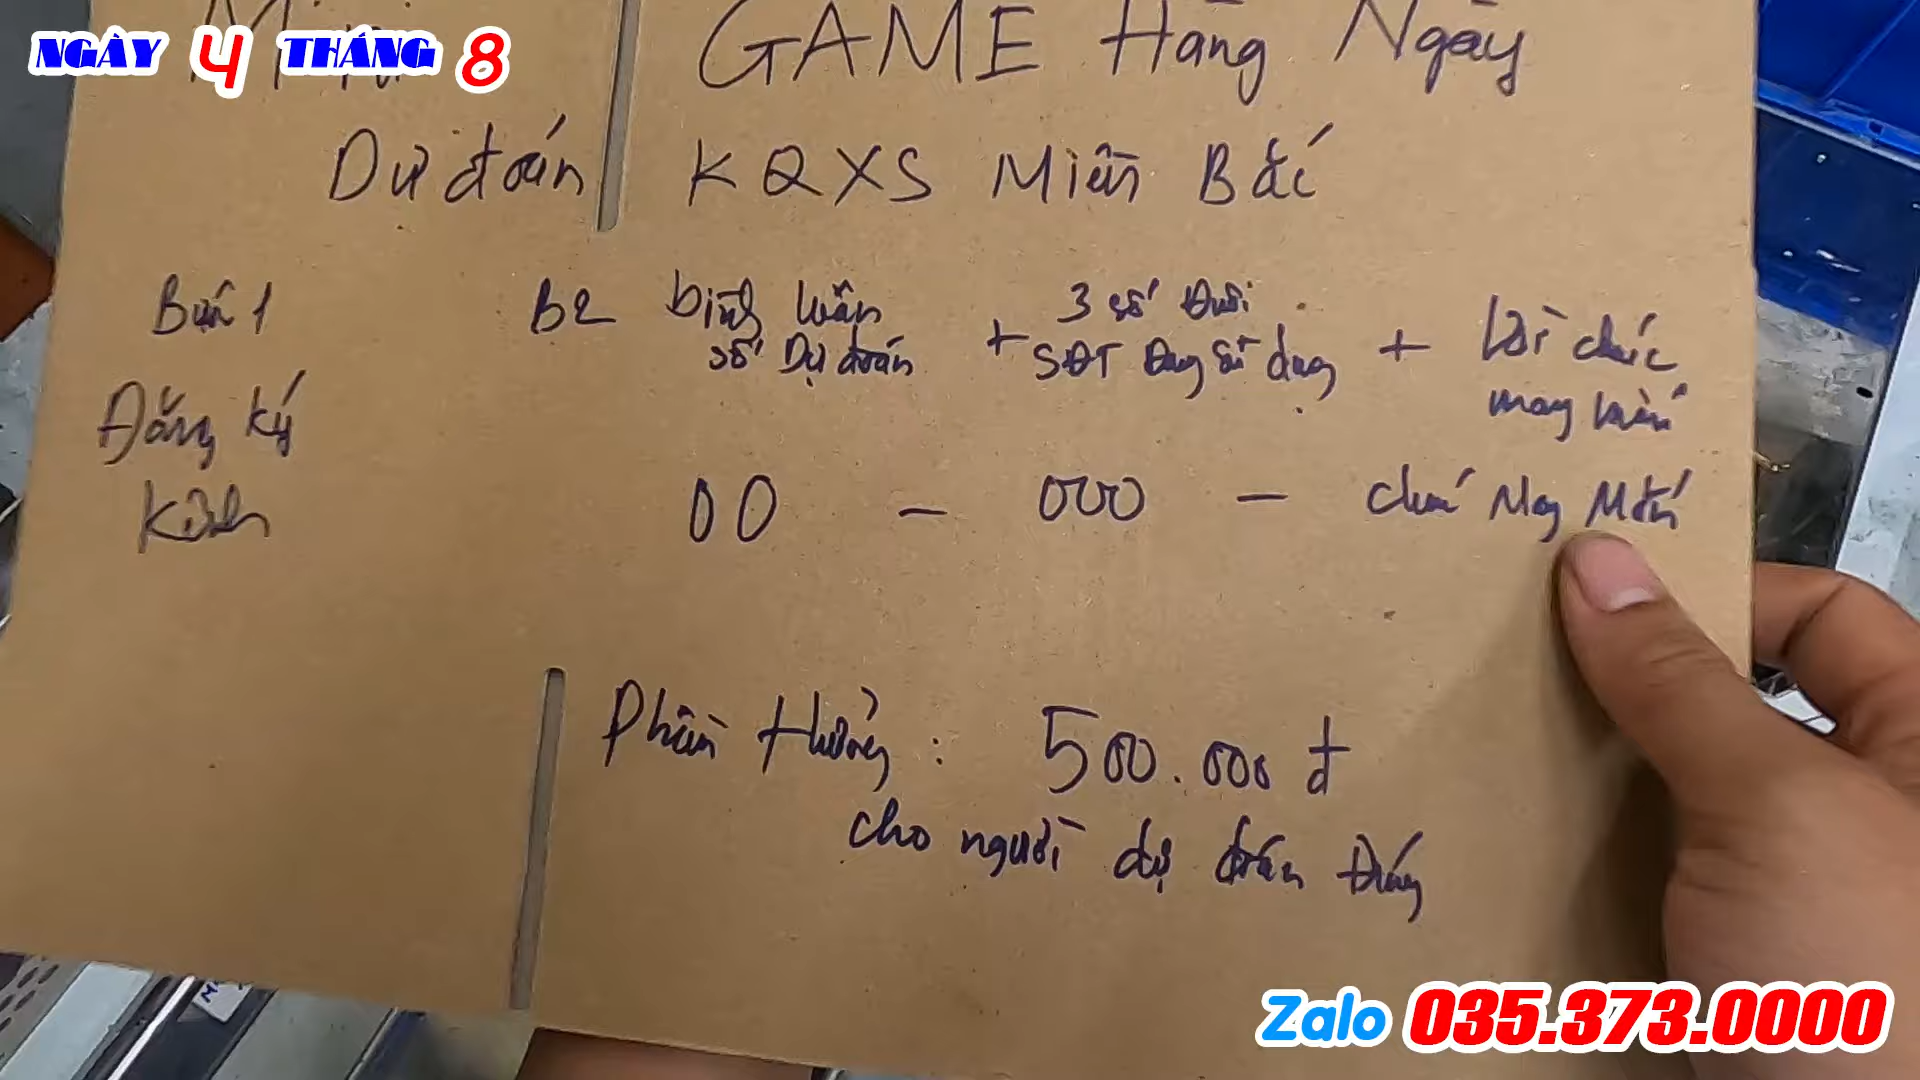 NGÀY 4 THÁNG 8
Mini GAME Hàng Ngày
Dự đoán KQXS Miền Bắc
Bước 1
Đăng ký
Kênh
B2 bình luận
số Dự đoán
+ 3 số Đuôi
SĐT Đang sử dụng
+ Lời chúc
may mắn
00 - 000 - chúc May Mắn
Phần thưởng: 500.000 đ
cho người dự đoán Đúng
Zalo 035.373.0000